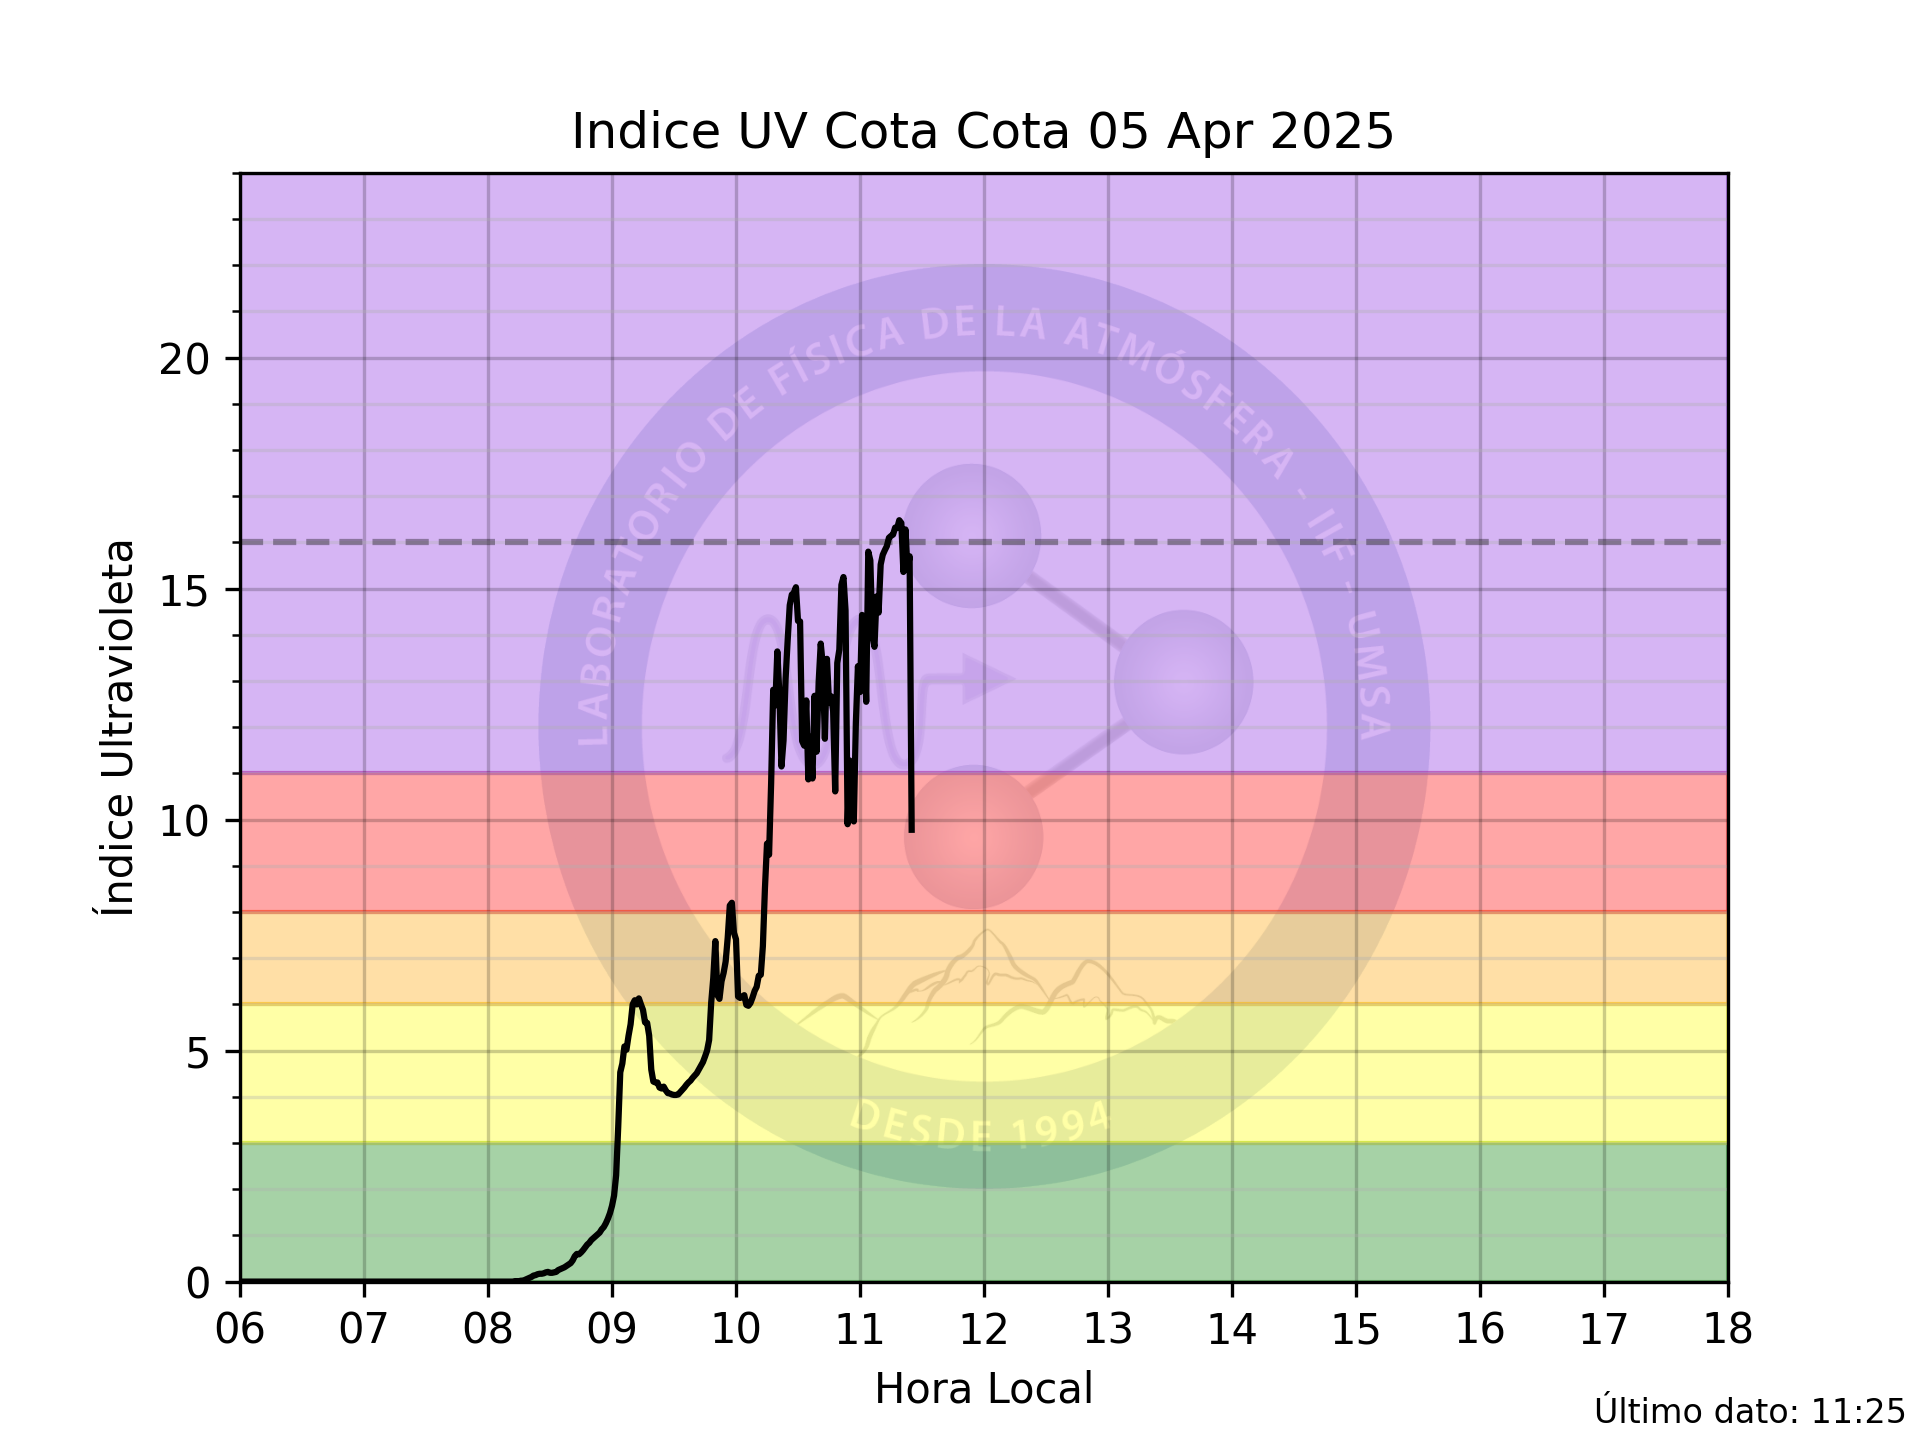 Indice UV Cota Cota 05 Apr 2025
Índice Ultravioleta
20
15
10
5
0
LABORATORIO DE FÍSICA DE LA ATMÓSFERA - IIF - UMSA
DESDE 1994
06 07 08 09 10 11 12 13 14 15 16 17 18
Hora Local
Último dato: 11:25